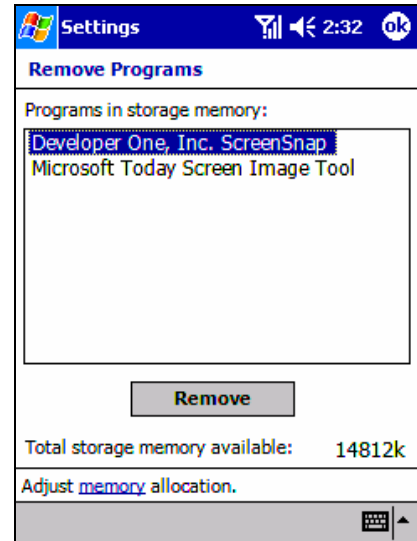 Settings 2:32 ok
Remove Programs
Programs in storage memory:
Developer One, Inc. ScreenSnap
Microsoft Today Screen Image Tool
Remove
Total storage memory available: 14812k
Adjust memory allocation.